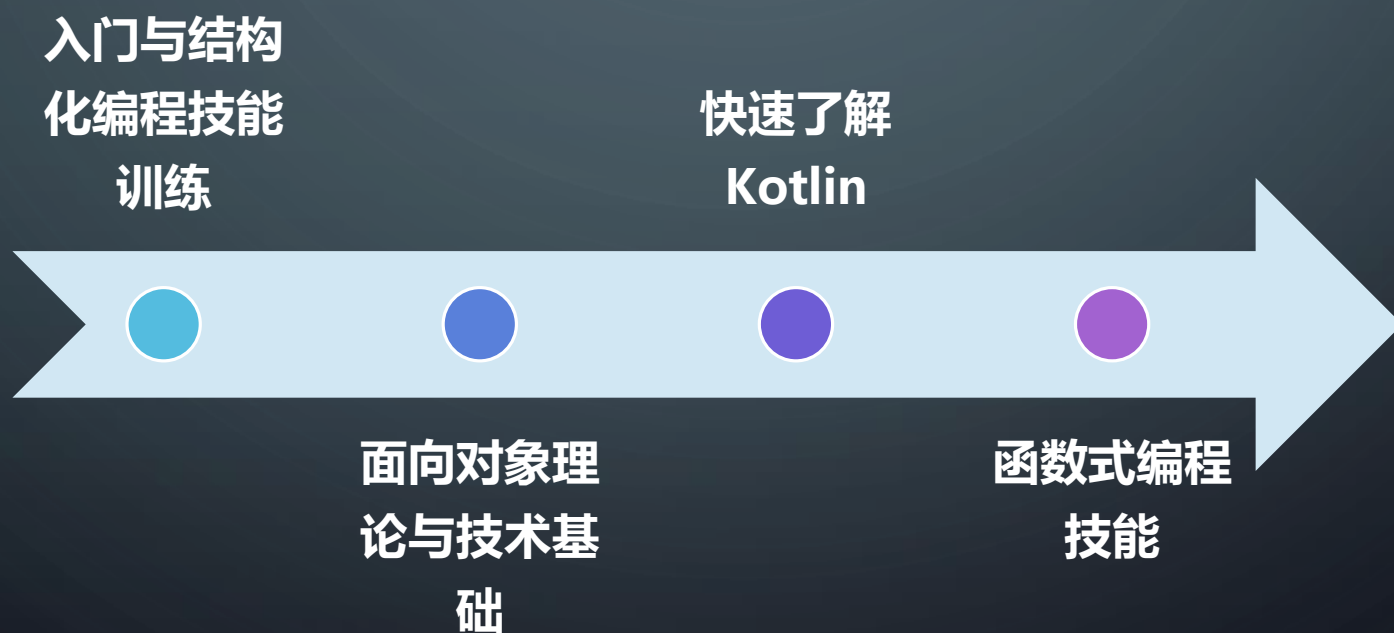 入门与结构
化编程技能
训练
面向对象理
论与技术基
础
快速了解
Kotlin
函数式编程
技能